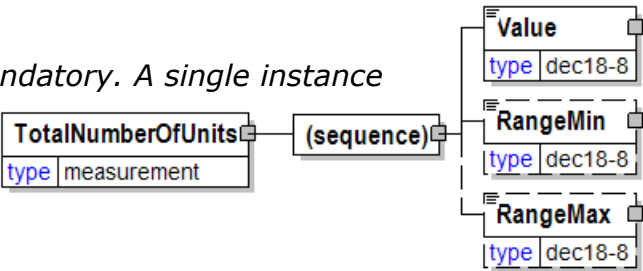 ndatory. A single instance
TotalNumberOfUnits
type measurement
(sequence)
Value
type dec18-8
RangeMin
type dec18-8
RangeMax
type dec18-8